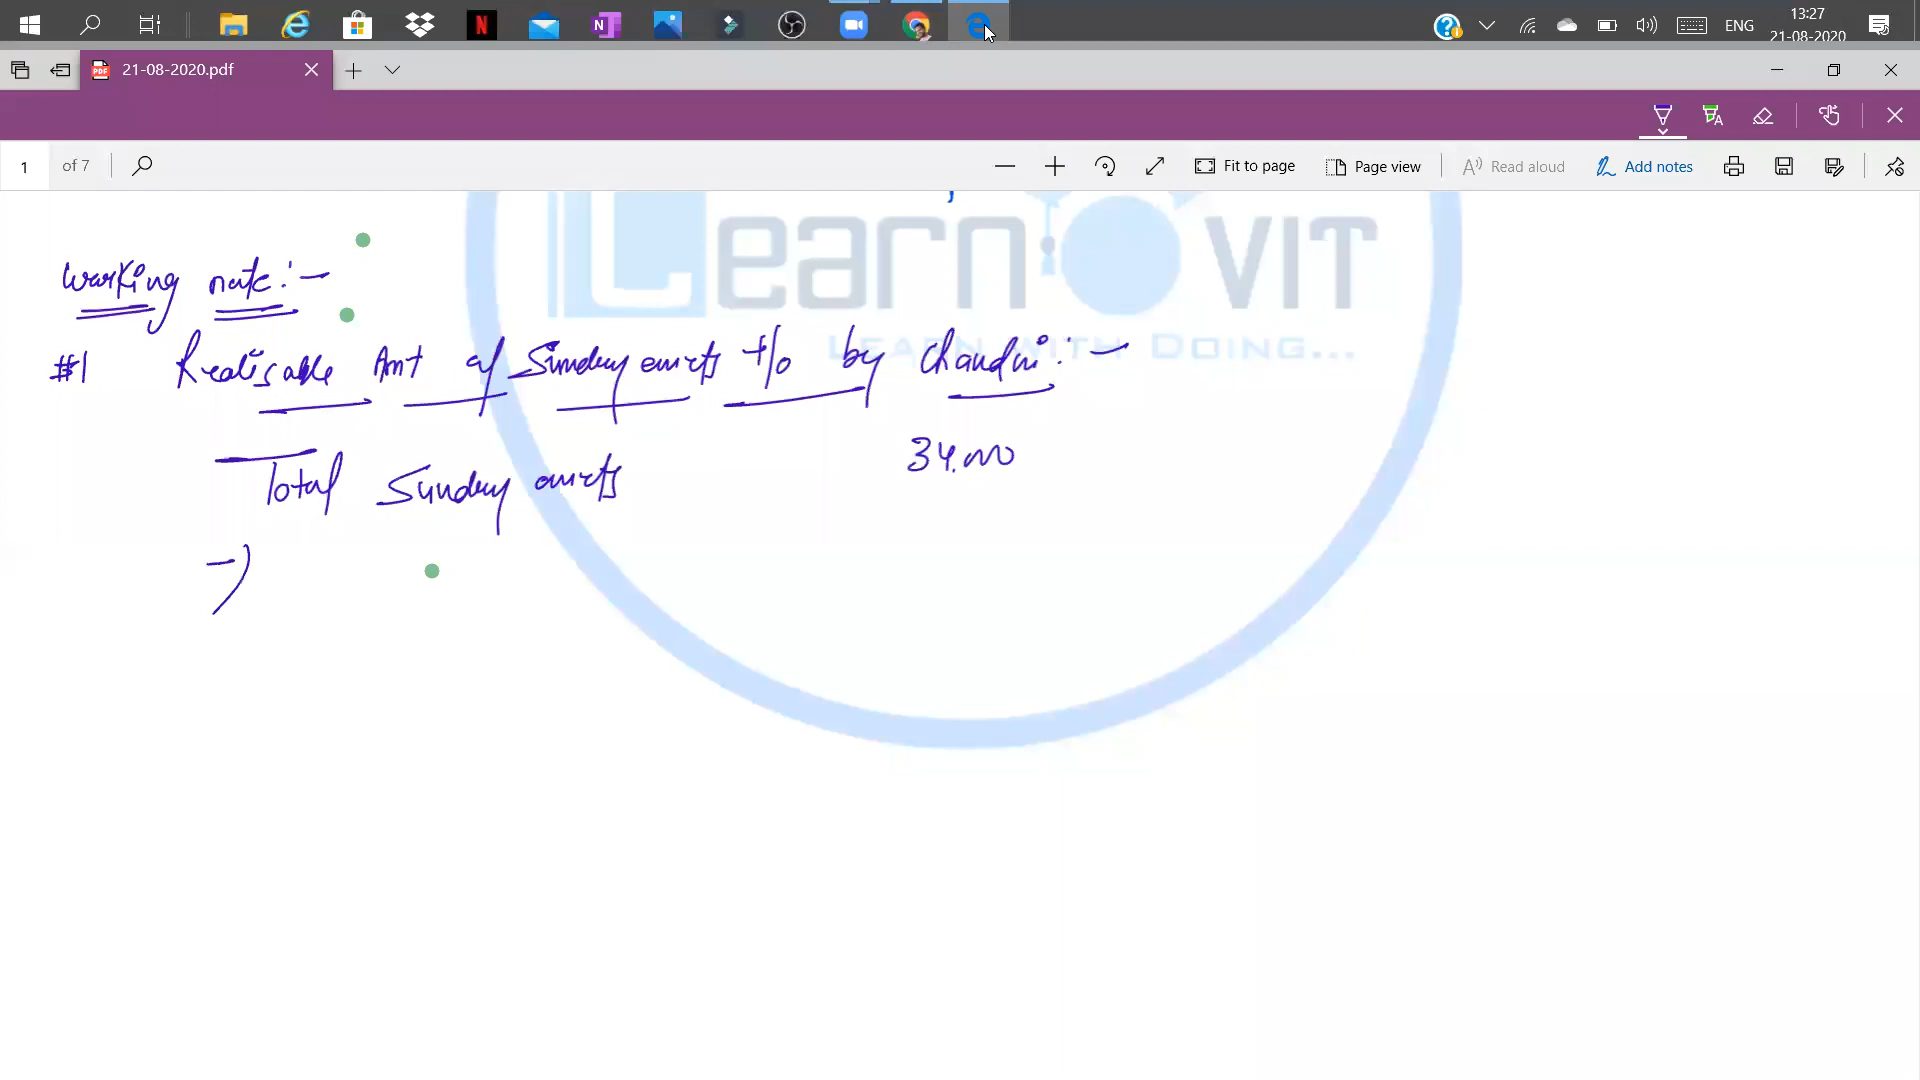 ENG
13:27
21-08-2020
21-08-2020.pdf
1 of 7
Fit to page
Page view
Read aloud
Add notes
Learn VIT
LEARN WITH DOING...
Working note:-
#1 Realisable Amt of Sundry assets t/o by Chandni:-
Total Sundry assets 34,000